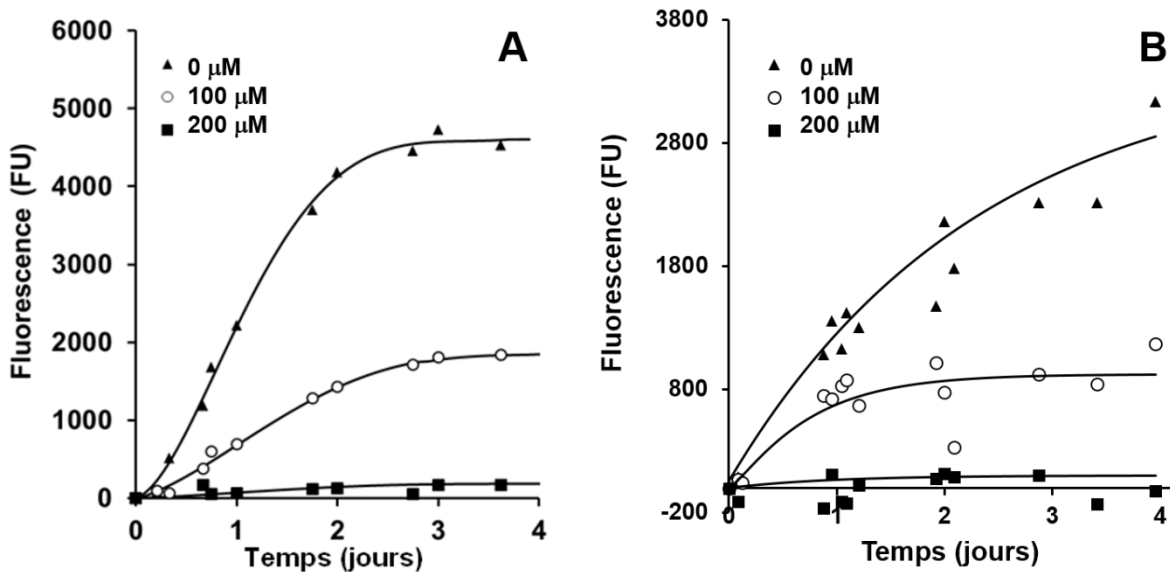 A
6000
5000
4000
3000
2000
1000
0
Fluorescence (FU)
0 µM
100 µM
200 µM
0 1 2 3 4
Temps (jours)
B
3800
2800
1800
800
-200
Fluorescence (FU)
0 µM
100 µM
200 µM
0 1 2 3 4
Temps (jours)